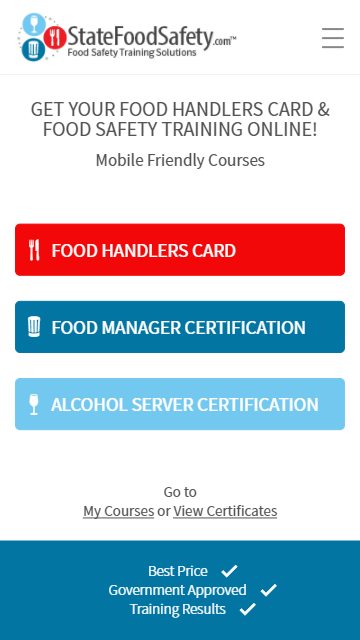 StateFoodSafety.com™
Food Safety Training Solutions
GET YOUR FOOD HANDLERS CARD &
FOOD SAFETY TRAINING ONLINE!
Mobile Friendly Courses
FOOD HANDLERS CARD
FOOD MANAGER CERTIFICATION
ALCOHOL SERVER CERTIFICATION
Go to
My Courses or View Certificates
Best Price
Government Approved
Training Results